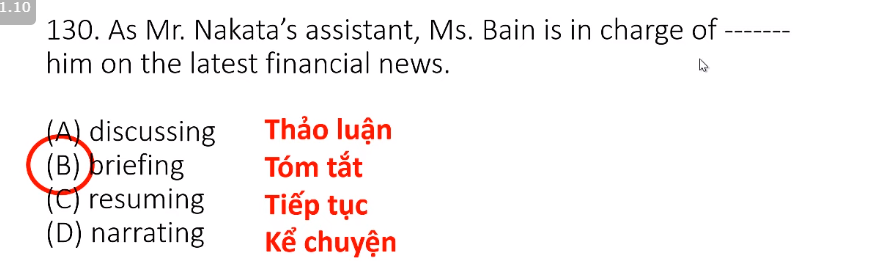 1.10
130. As Mr. Nakata’s assistant, Ms. Bain is in charge of -------
him on the latest financial news.
(A) discussing Thảo luận
(B) briefing Tóm tắt
(C) resuming Tiếp tục
(D) narrating Kể chuyện